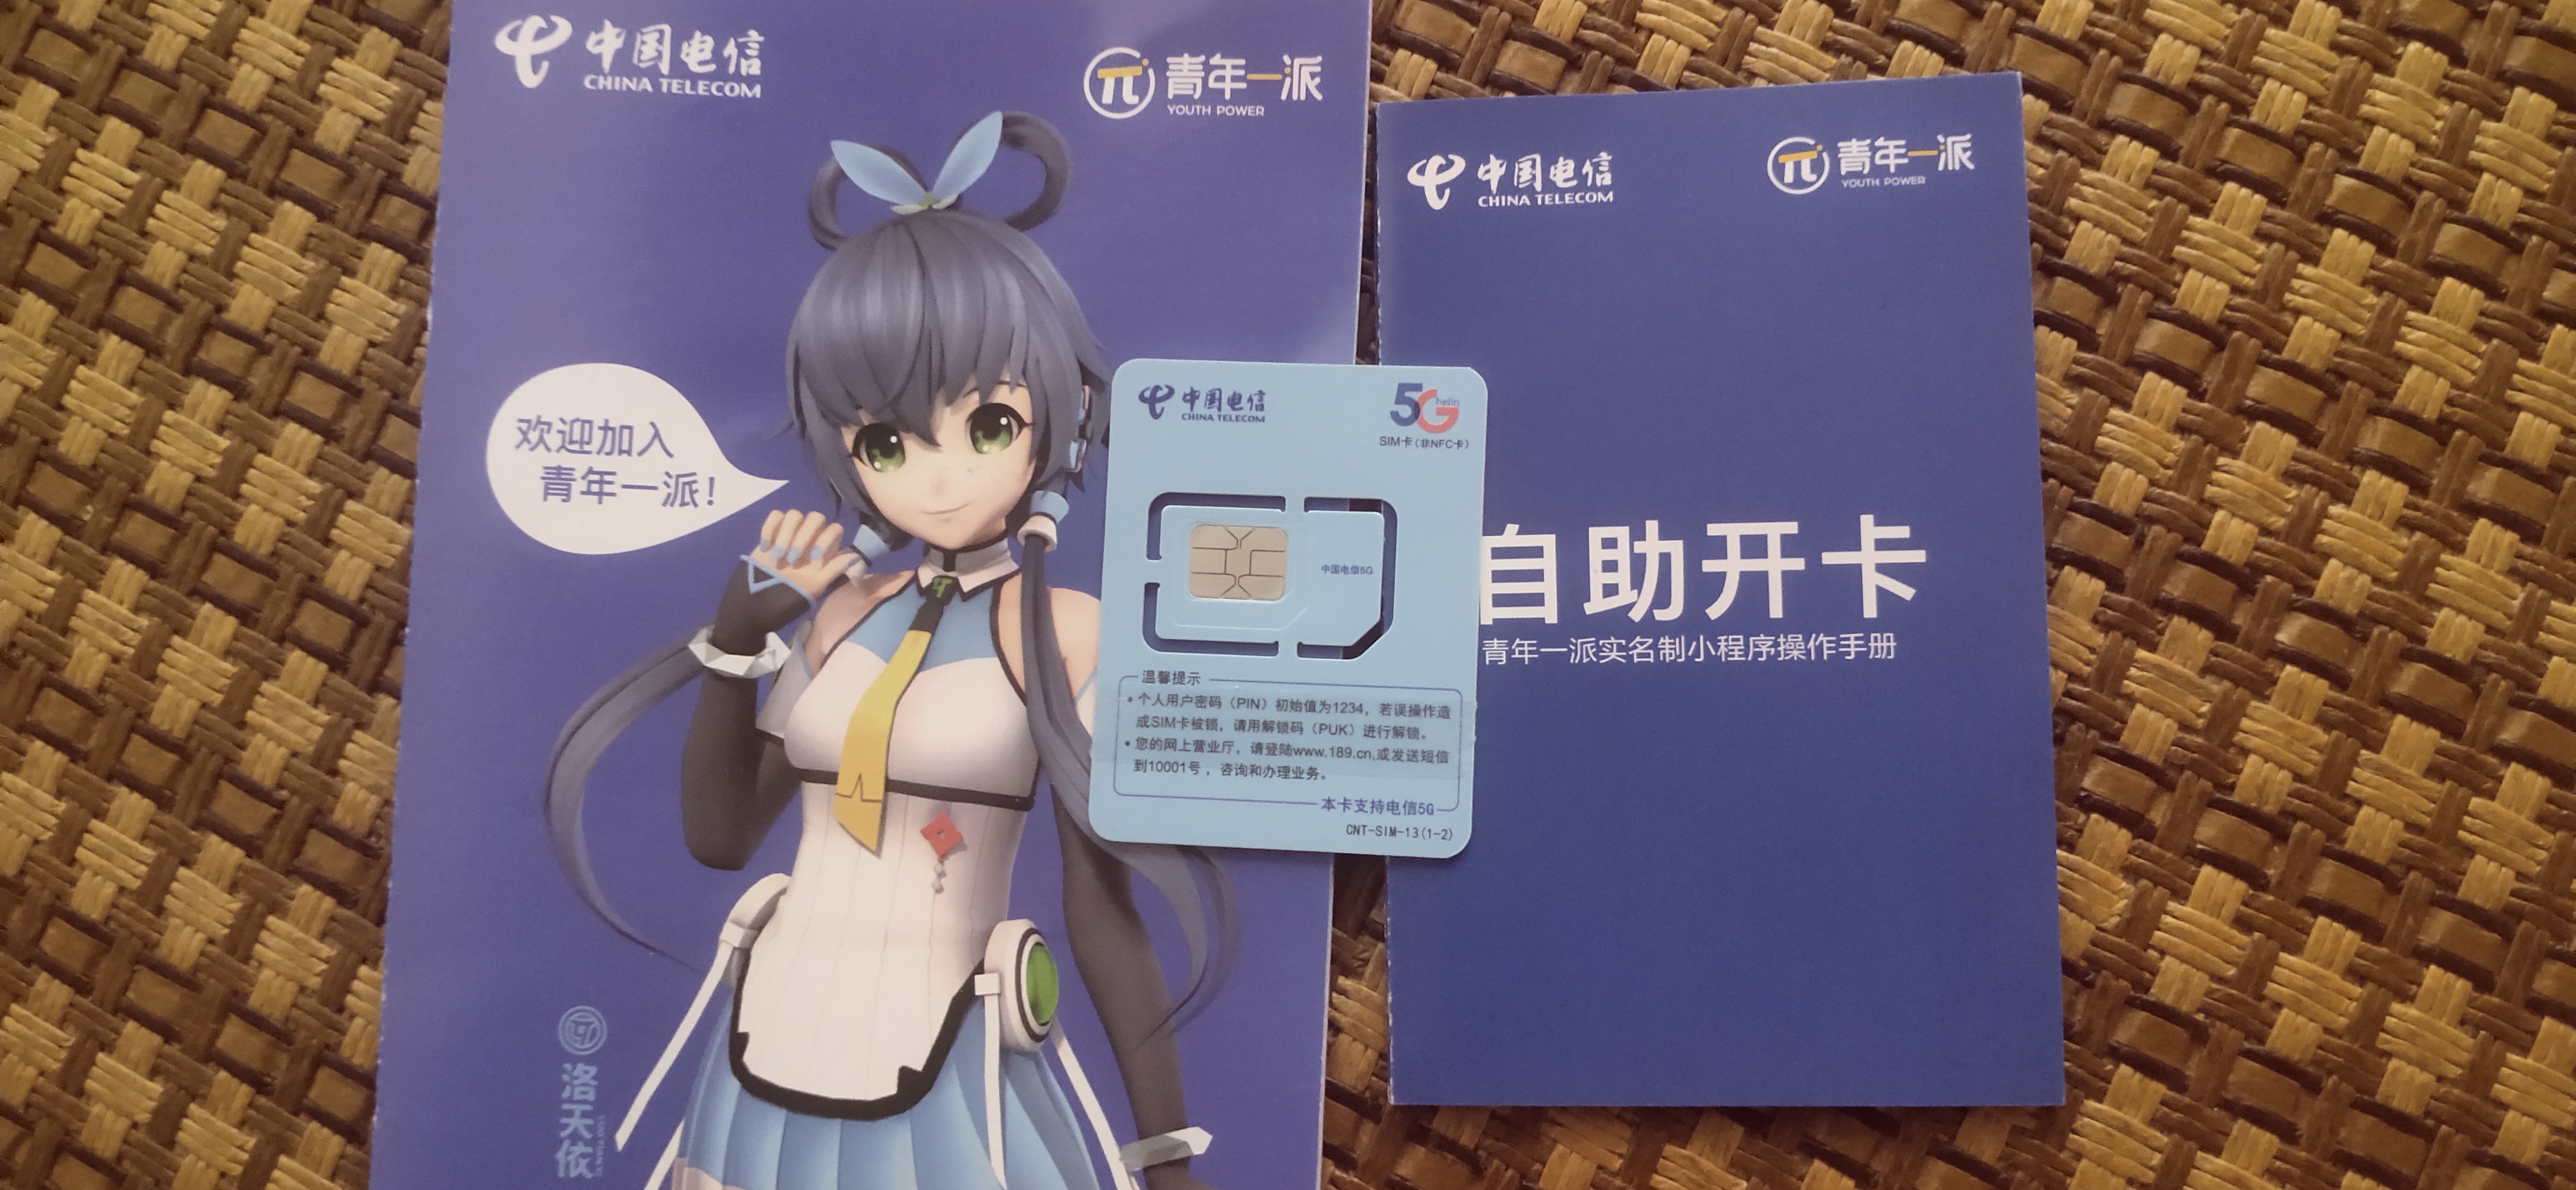 中国电信
CHINA TELECOM
青年一派
YOUTH POWER
欢迎加入
青年一派!
洛天依
LUO TIANYI
中国电信
CHINA TELECOM
5G
hello
SIM卡(非NFC卡)
中国电信5G
温馨提示
• 个人用户密码(PIN)初始值为1234,若误操作造
成SIM卡被锁,请用解锁码(PUK)进行解锁。
• 您的网上营业厅,请登陆www.189.cn,或发送短信
到10001号,咨询和办理业务。
本卡支持电信5G
CNT-SIM-13(1-2)
中国电信
CHINA TELECOM
青年一派
YOUTH POWER
自助开卡
青年一派实名制小程序操作手册